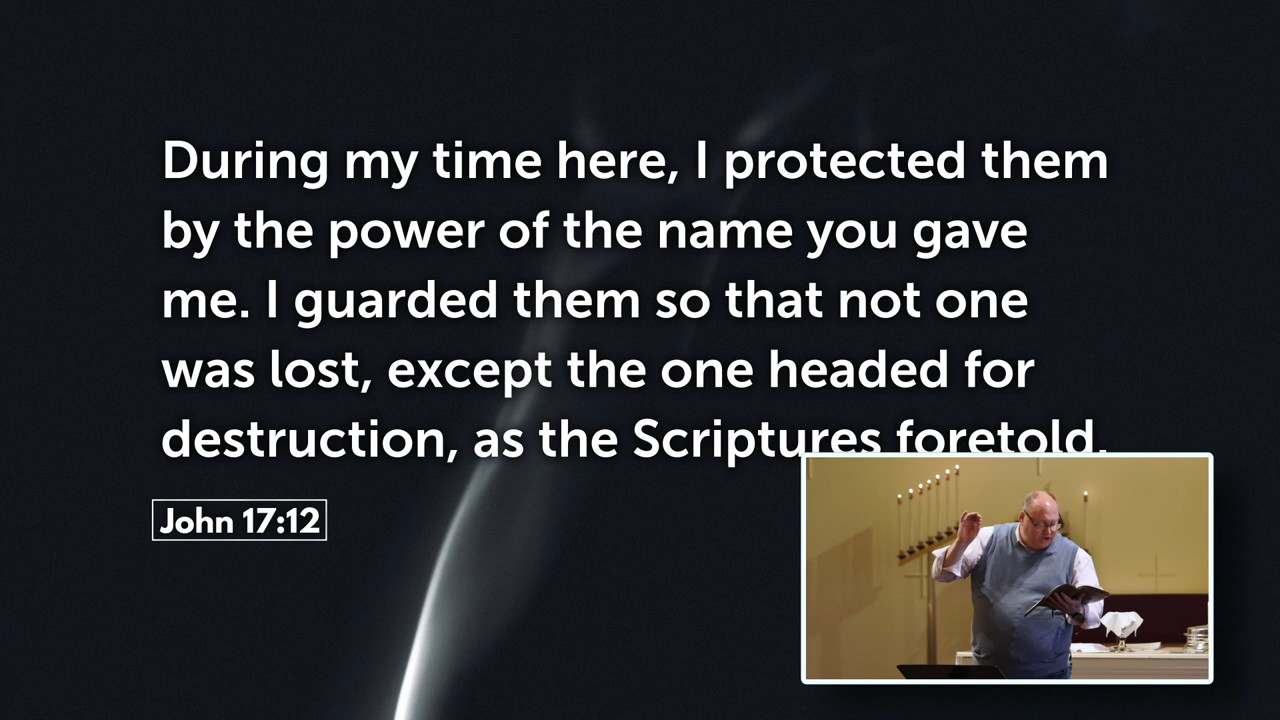 During my time here, I protected them
by the power of the name you gave
me. I guarded them so that not one
was lost, except the one headed for
destruction, as the Scriptures foretold.
John 17:12